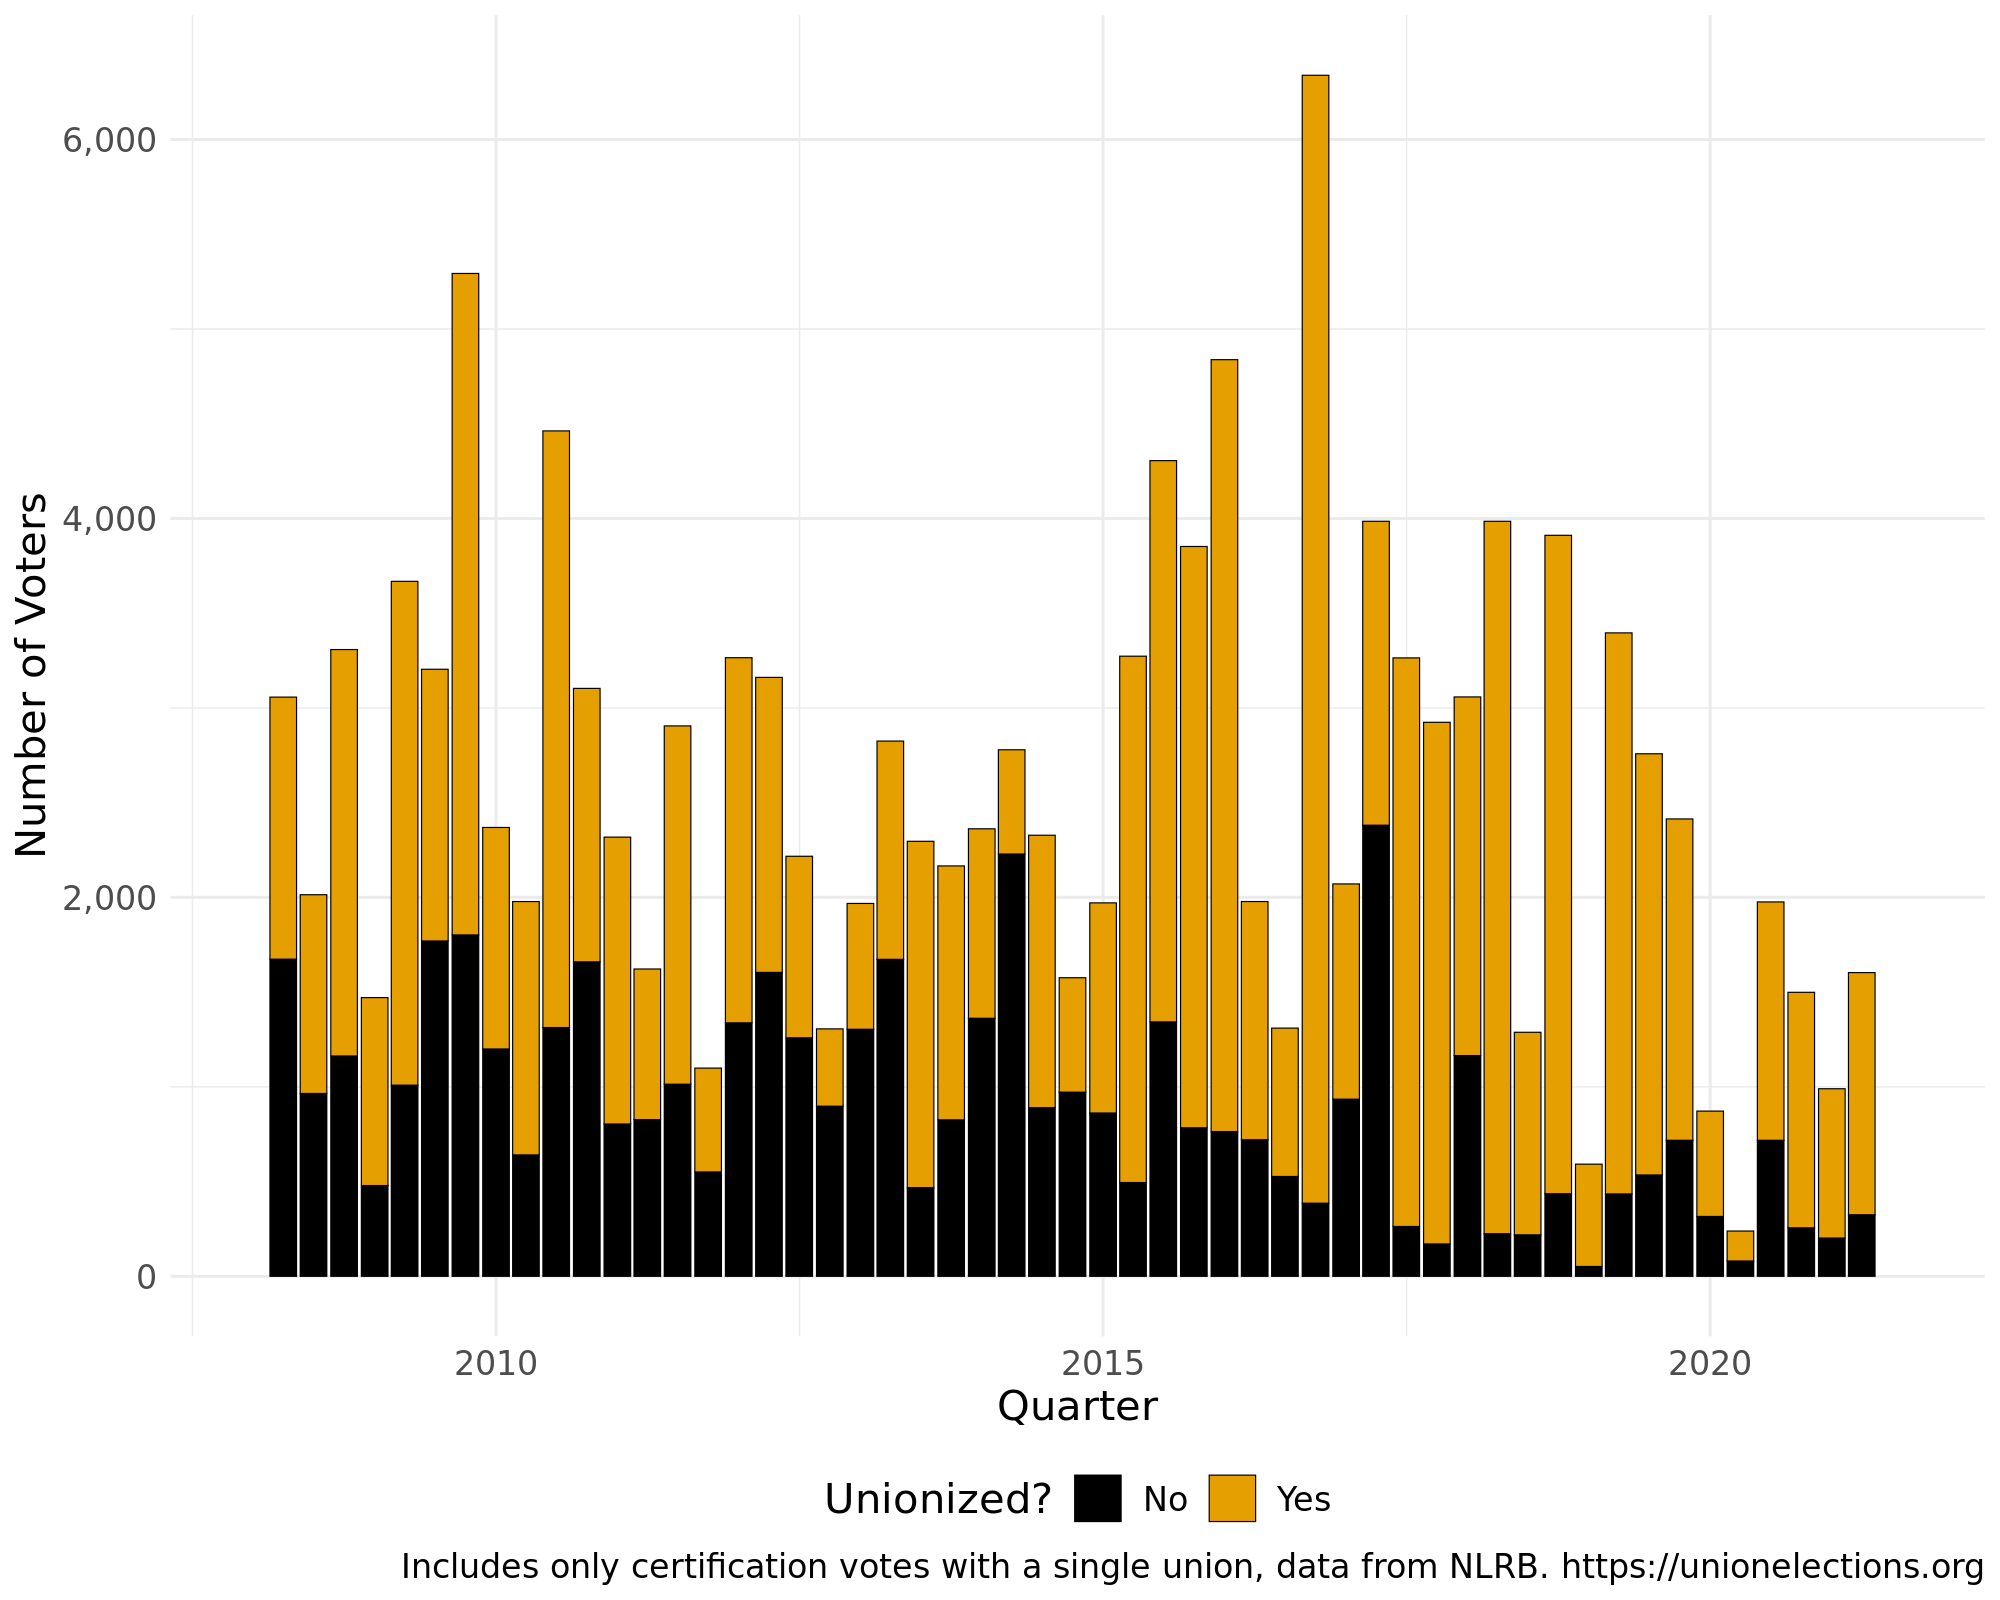 6,000
4,000
2,000
0
Number of Voters
2010 2015 2020
Quarter
Unionized? No Yes
Includes only certification votes with a single union, data from NLRB. https://unionelections.org